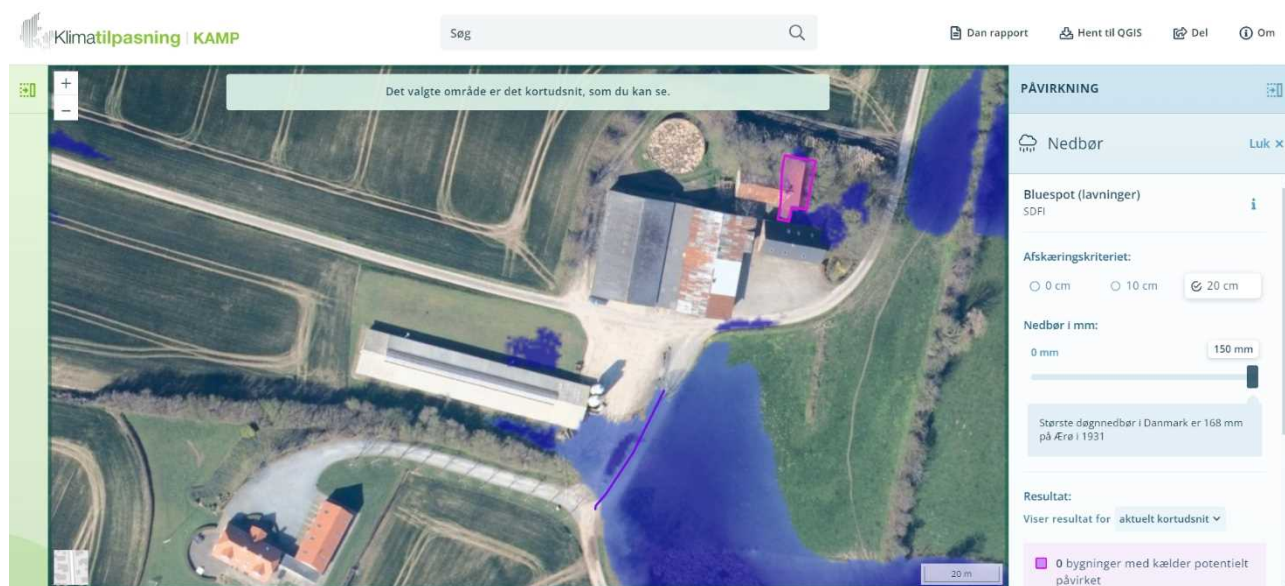 Klimatilpasning | KAMP
Søg
Dan rapport
Hent til QGIS
Del
Om
Det valgte område er det kortudsnit, som du kan se.
+
−
PÅVIRKNING
Nedbør
Luk ×
Bluespot (lavninger)
SDFI
i
Afskæringskriteriet:
0 cm
10 cm
20 cm
Nedbør i mm:
0 mm
150 mm
Største døgnnedbør i Danmark er 168 mm
på Ærø i 1931
Resultat:
Viser resultat for aktuelt kortudsnit
0 bygninger med kælder potentielt
påvirket
20 m